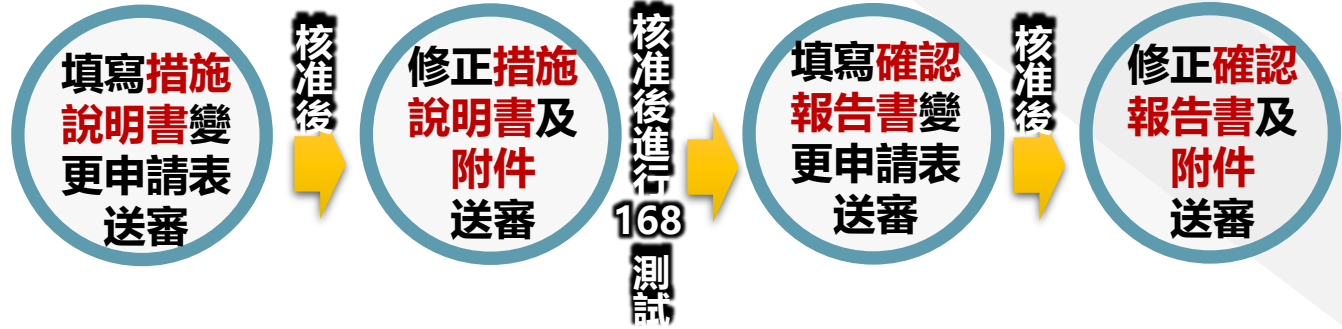 填寫措施
說明書變
更申請表
送審
核准後
修正措施
說明書及
附件
送審
核准後進行168測試
填寫確認
報告書變
更申請表
送審
核准後
修正確認
報告書及
附件
送審